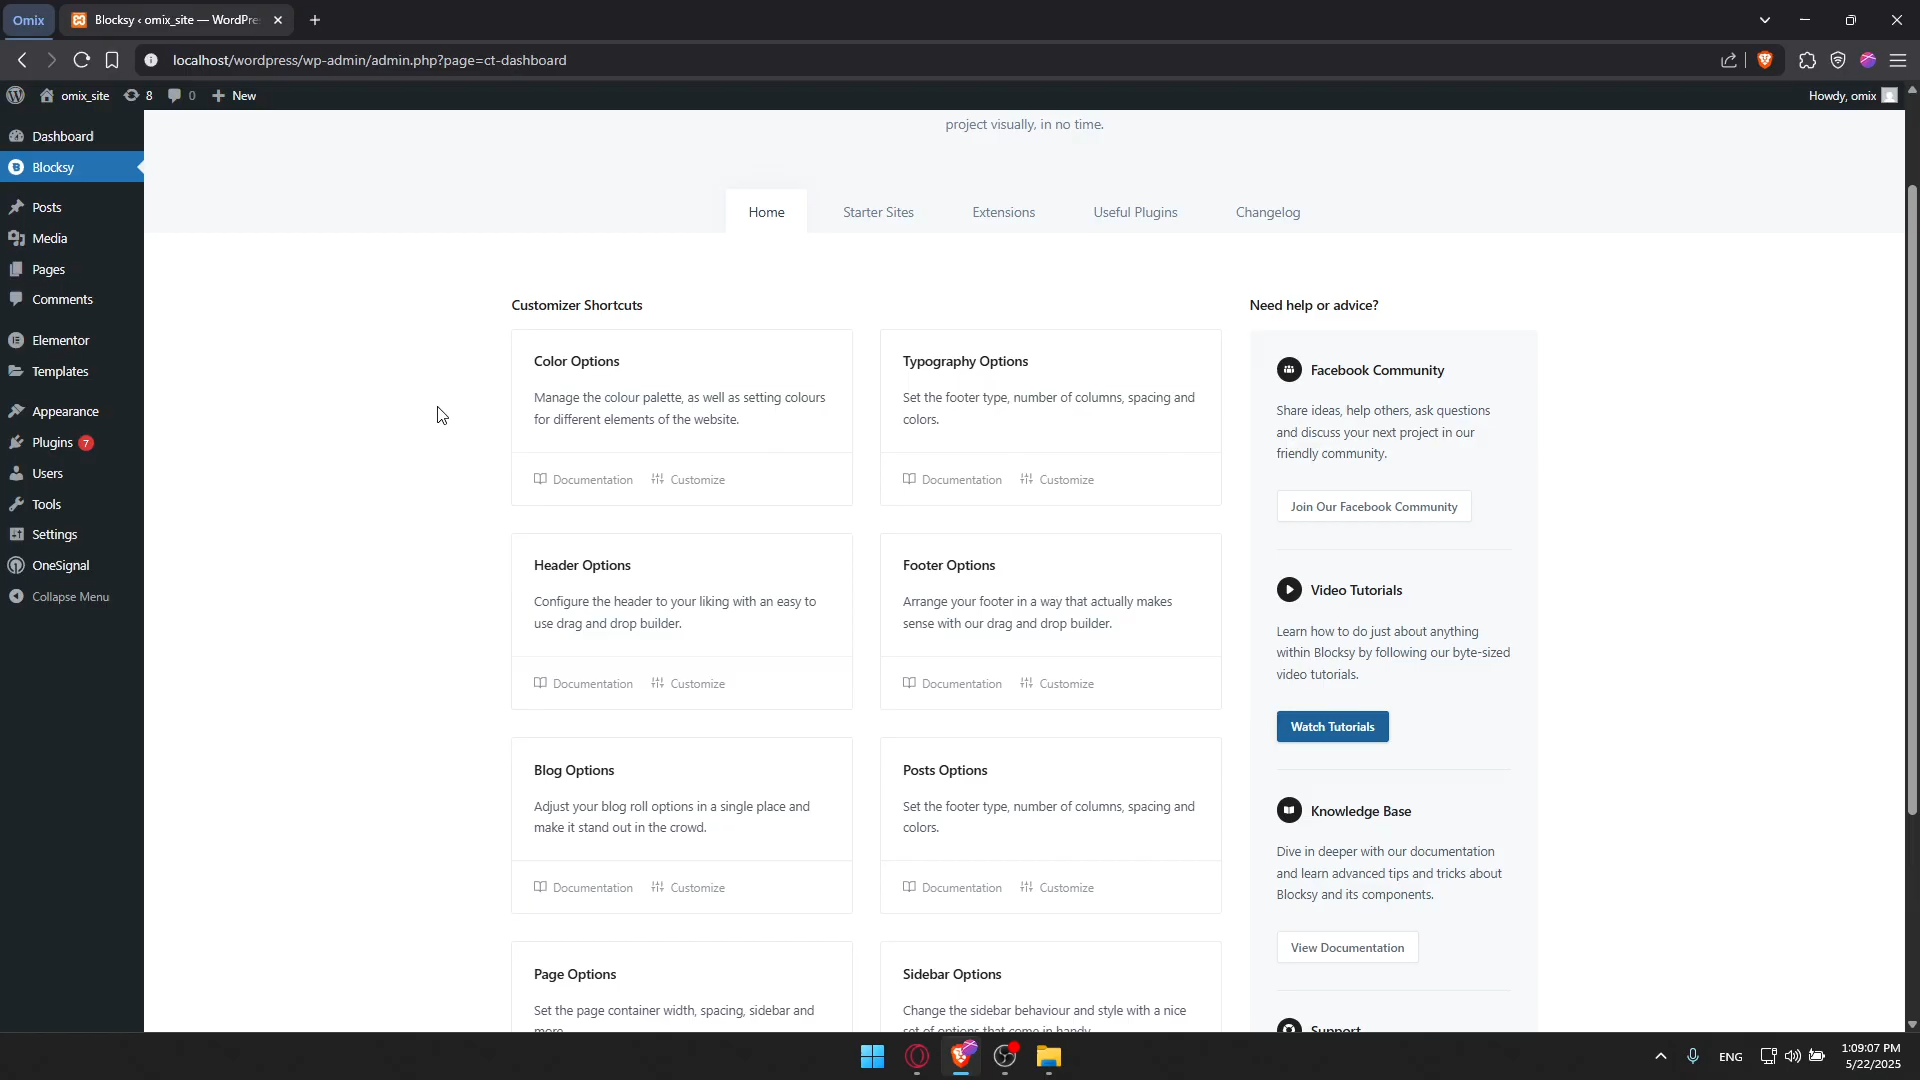 Omix
Blocksy ‹ omix_site — WordPre
localhost/wordpress/wp-admin/admin.php?page=ct-dashboard
omix_site
8
0
New
Howdy, omix
Dashboard
Blocksy
Posts
Media
Pages
Comments
Elementor
Templates
Appearance
Plugins 7
Users
Tools
Settings
OneSignal
Collapse Menu
project visually, in no time.
Home
Starter Sites
Extensions
Useful Plugins
Changelog
Customizer Shortcuts
Color Options
Manage the colour palette, as well as setting colours
for different elements of the website.
Documentation
Customize
Typography Options
Set the footer type, number of columns, spacing and
colors.
Documentation
Customize
Header Options
Configure the header to your liking with an easy to
use drag and drop builder.
Documentation
Customize
Footer Options
Arrange your footer in a way that actually makes
sense with our drag and drop builder.
Documentation
Customize
Blog Options
Adjust your blog roll options in a single place and
make it stand out in the crowd.
Documentation
Customize
Posts Options
Set the footer type, number of columns, spacing and
colors.
Documentation
Customize
Page Options
Set the page container width, spacing, sidebar and
more.
Sidebar Options
Change the sidebar behaviour and style with a nice
set of options that come in handy.
Need help or advice?
Facebook Community
Share ideas, help others, ask questions
and discuss your next project in our
friendly community.
Join Our Facebook Community
Video Tutorials
Learn how to do just about anything
within Blocksy by following our byte-sized
video tutorials.
Watch Tutorials
Knowledge Base
Dive in deeper with our documentation
and learn advanced tips and tricks about
Blocksy and its components.
View Documentation
Support
ENG
1:09:07 PM
5/22/2025